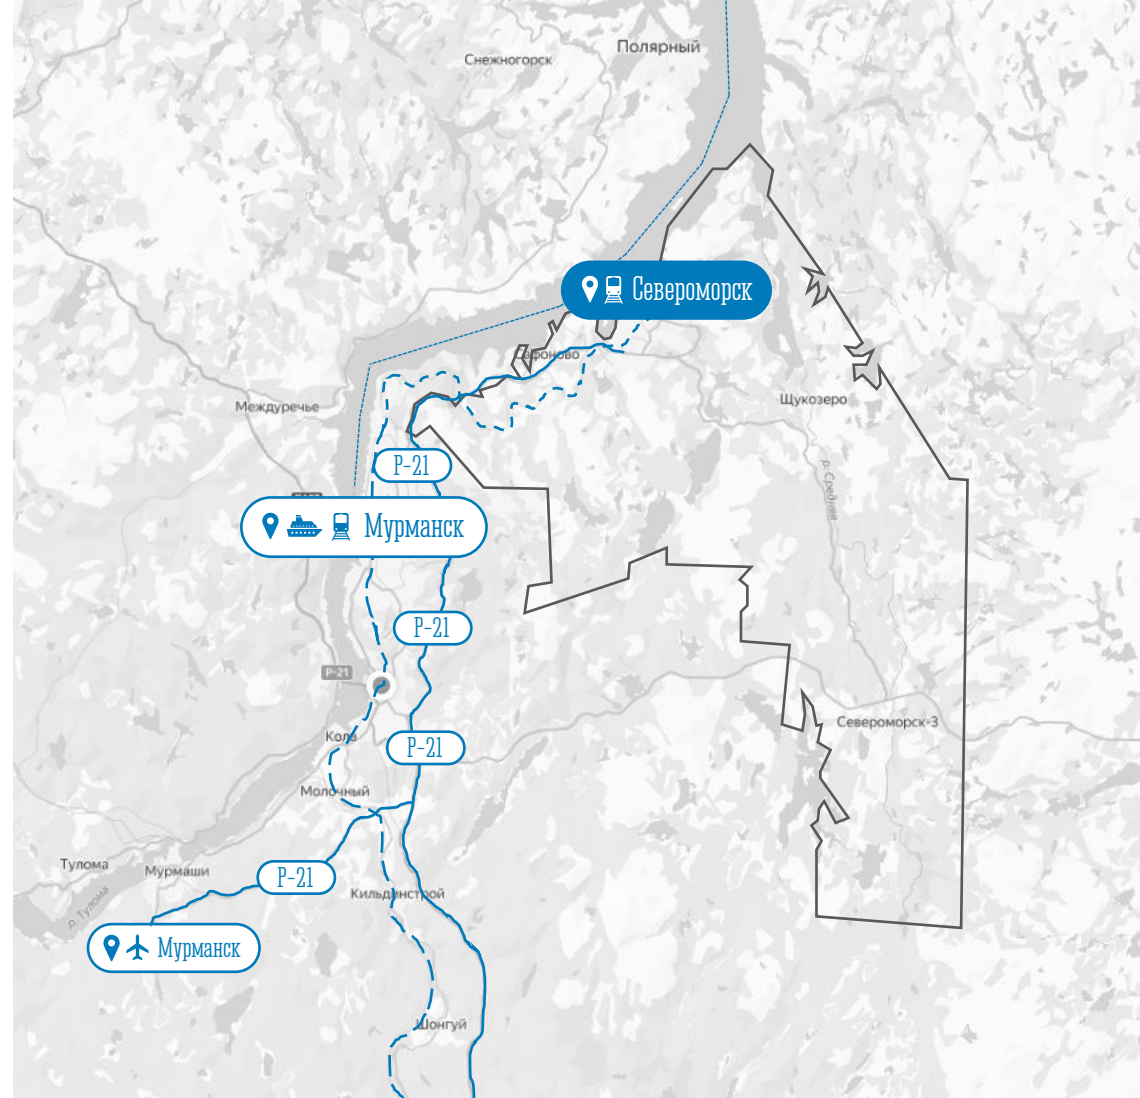 Полярный
Снежногорск
Североморск
Сафоново
Междуречье
Щукозеро
Р-21
р. Средняя
Мурманск
Р-21
Р-21
Североморск-3
Кола
Р-21
Молочный
Тулома
Мурмаши
Р-21
Кильдинстрой
р. Тулома
Мурманск
Шонгуй